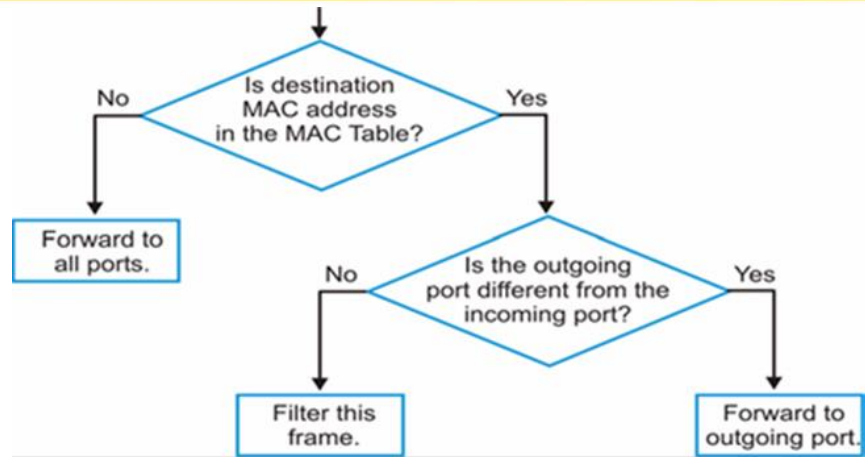 Is destination
MAC address
in the MAC Table?
No
Yes
Forward to
all ports.
Is the outgoing
port different from the
incoming port?
No
Yes
Filter this
frame.
Forward to
outgoing port.